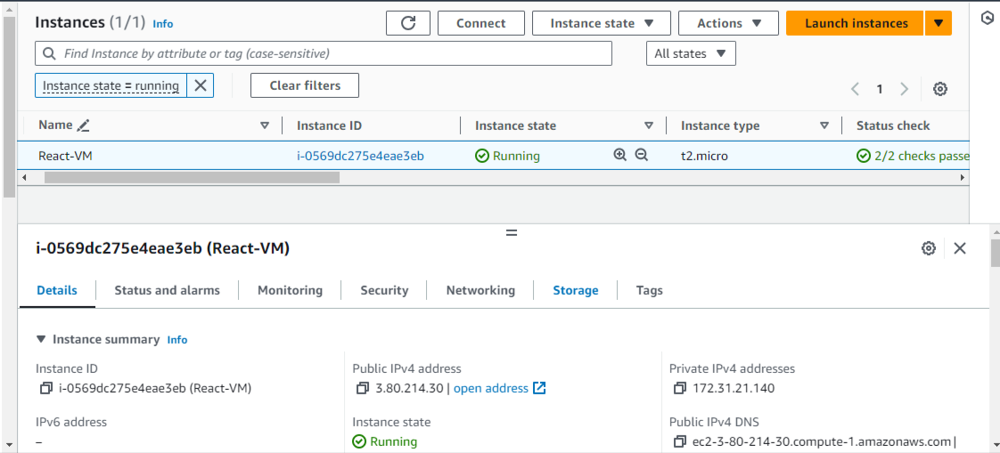 Instances (1/1) Info
Connect
Instance state
Actions
Launch instances
Find Instance by attribute or tag (case-sensitive)
All states
Instance state = running
Clear filters
1
Name Instance ID Instance state Instance type Status check
React-VM i-0569dc275e4eae3eb Running t2.micro 2/2 checks passe
i-0569dc275e4eae3eb (React-VM)
Details Status and alarms Monitoring Security Networking Storage Tags
Instance summary Info
Instance ID
i-0569dc275e4eae3eb (React-VM)
Public IPv4 address
3.80.214.30 | open address
Private IPv4 addresses
172.31.21.140
IPv6 address
–
Instance state
Running
Public IPv4 DNS
ec2-3-80-214-30.compute-1.amazonaws.com |